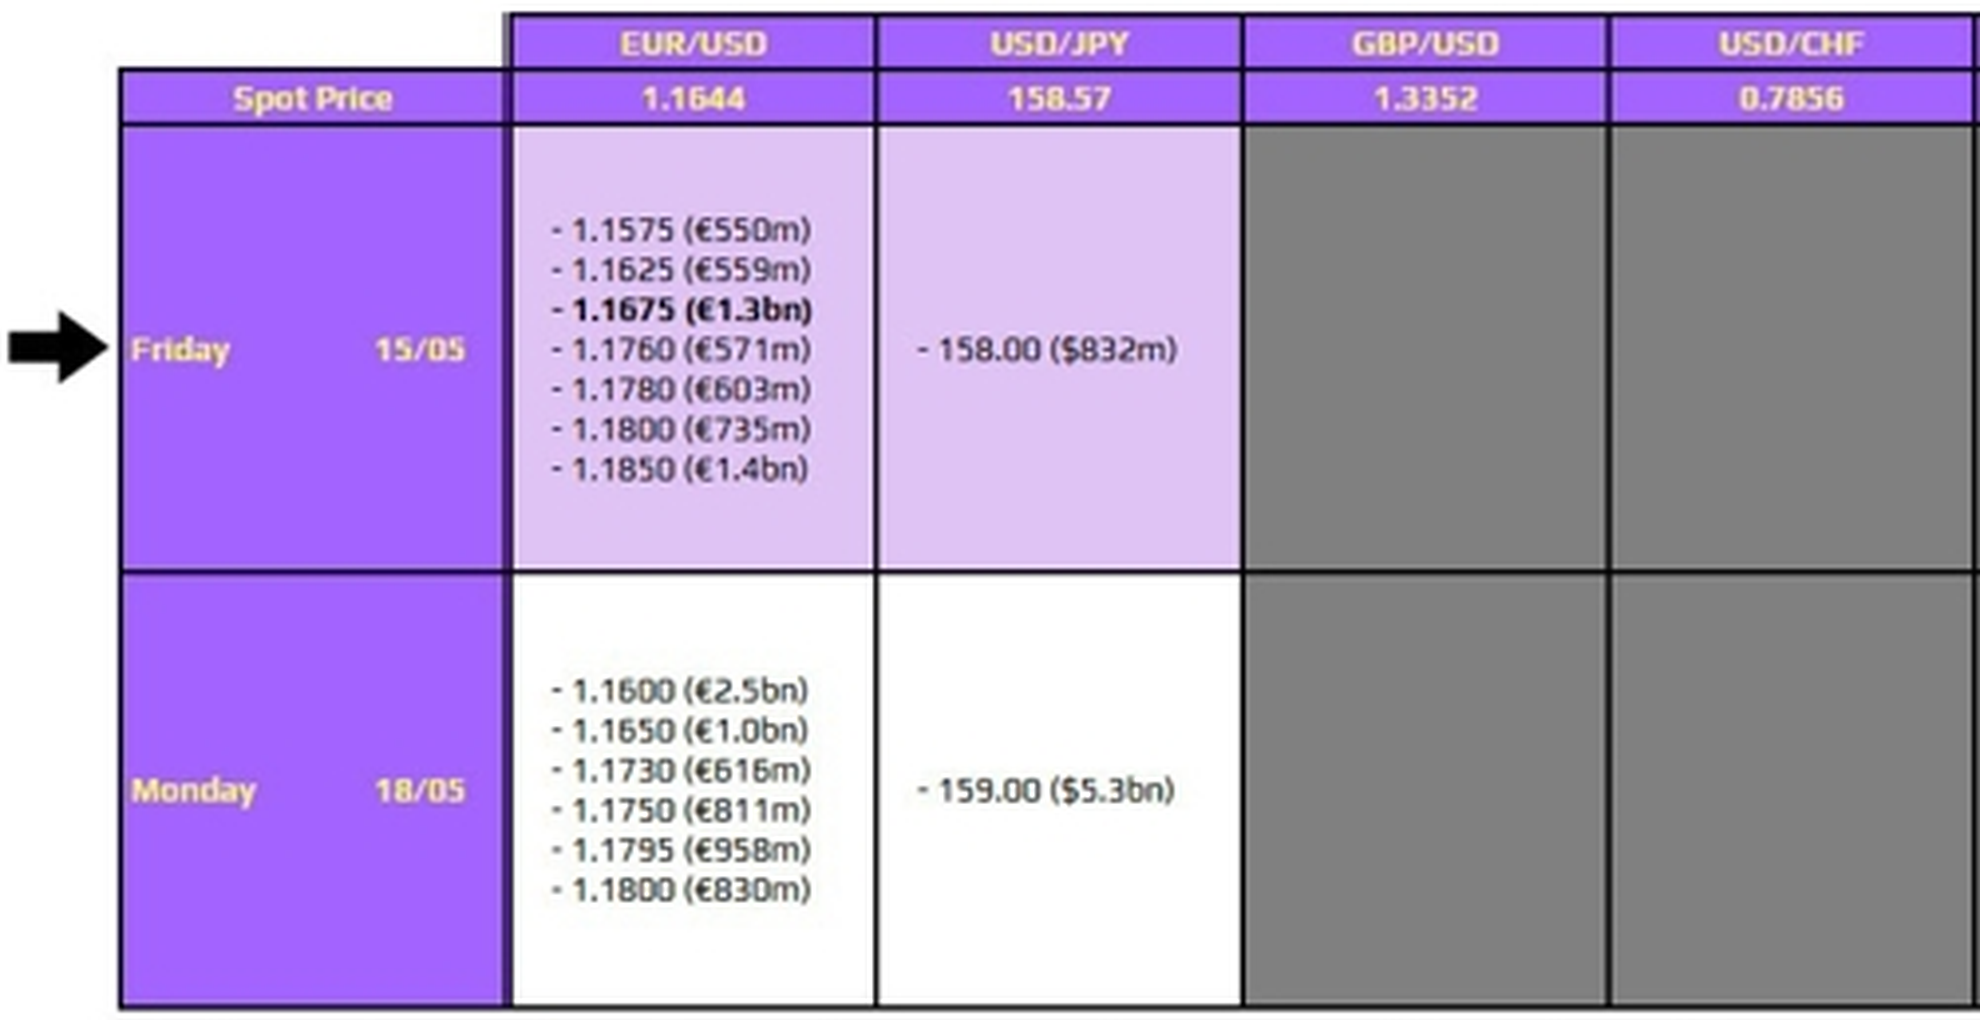 EUR/USD USD/JPY GBP/USD USD/CHF
Spot Price 1.1644 158.57 1.3352 0.7856
Friday 15/05
- 1.1575 (€550m)
- 1.1625 (€559m)
- 1.1675 (€1.3bn)
- 1.1760 (€571m)
- 1.1780 (€603m)
- 1.1800 (€735m)
- 1.1850 (€1.4bn)
- 158.00 ($832m)
Monday 18/05
- 1.1600 (€2.5bn)
- 1.1650 (€1.0bn)
- 1.1730 (€616m)
- 1.1750 (€811m)
- 1.1795 (€958m)
- 1.1800 (€830m)
- 159.00 ($5.3bn)